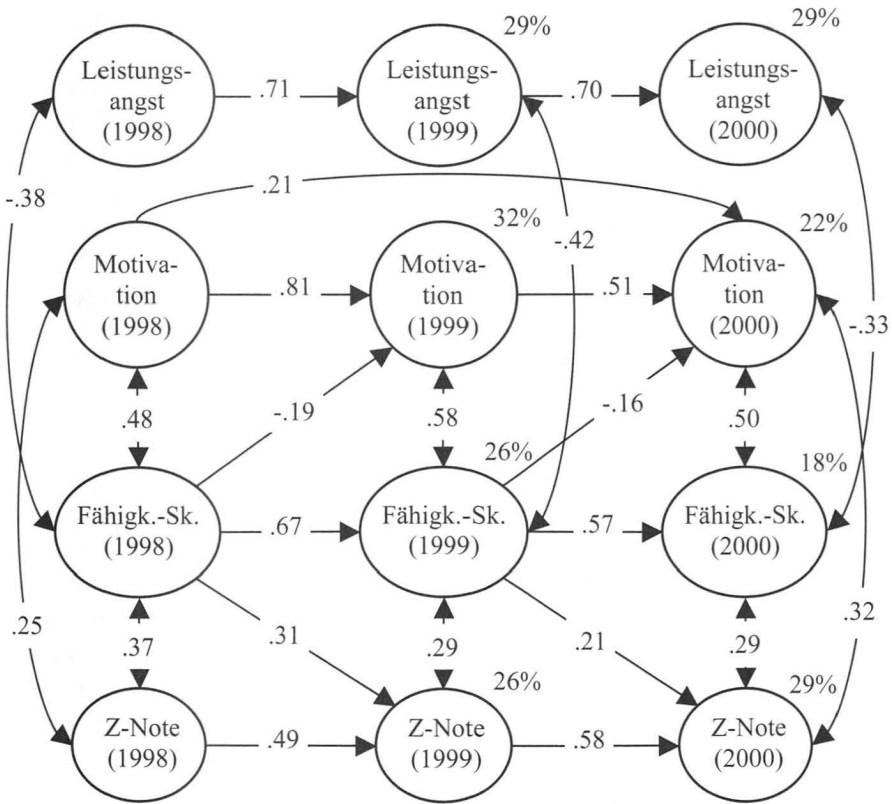 29%
29%
Leistungs-
angst
(1998)
.71
Leistungs-
angst
(1999)
.70
Leistungs-
angst
(2000)
-.38
.21
-.42
-.33
32%
22%
Motiva-
tion
(1998)
.81
Motiva-
tion
(1999)
.51
Motiva-
tion
(2000)
.48
-.19
.58
-.16
.50
26%
18%
Fähigk.-Sk.
(1998)
.67
Fähigk.-Sk.
(1999)
.57
Fähigk.-Sk.
(2000)
.25
.37
.31
.29
.21
.29
.32
26%
29%
Z-Note
(1998)
.49
Z-Note
(1999)
.58
Z-Note
(2000)